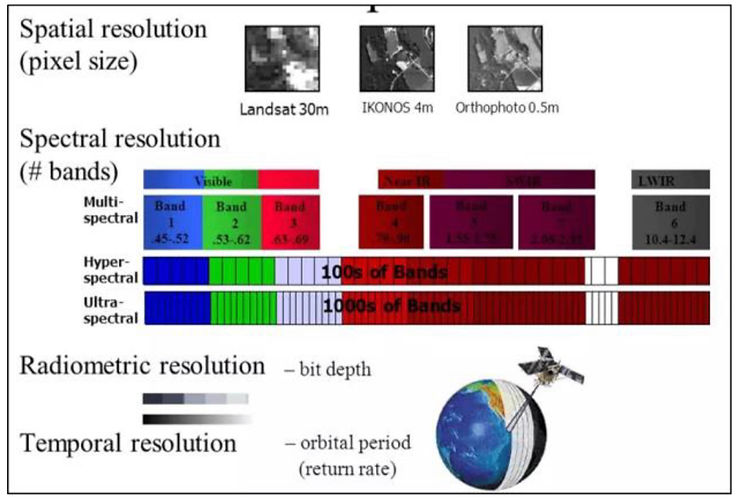 Spatial resolution
(pixel size)
Landsat 30m
IKONOS 4m
Orthophoto 0.5m
Spectral resolution
(# bands)
Visible
Near IR
SWIR
LWIR
Multi-
spectral
Band
1
.45-.52
Band
2
.53-.62
Band
3
.63-.69
Band
4
Band
Band
Band
6
10.4-12.4
Hyper-
spectral
100s of Bands
Ultra-
spectral
1000s of Bands
Radiometric resolution
– bit depth
Temporal resolution
– orbital period
(return rate)